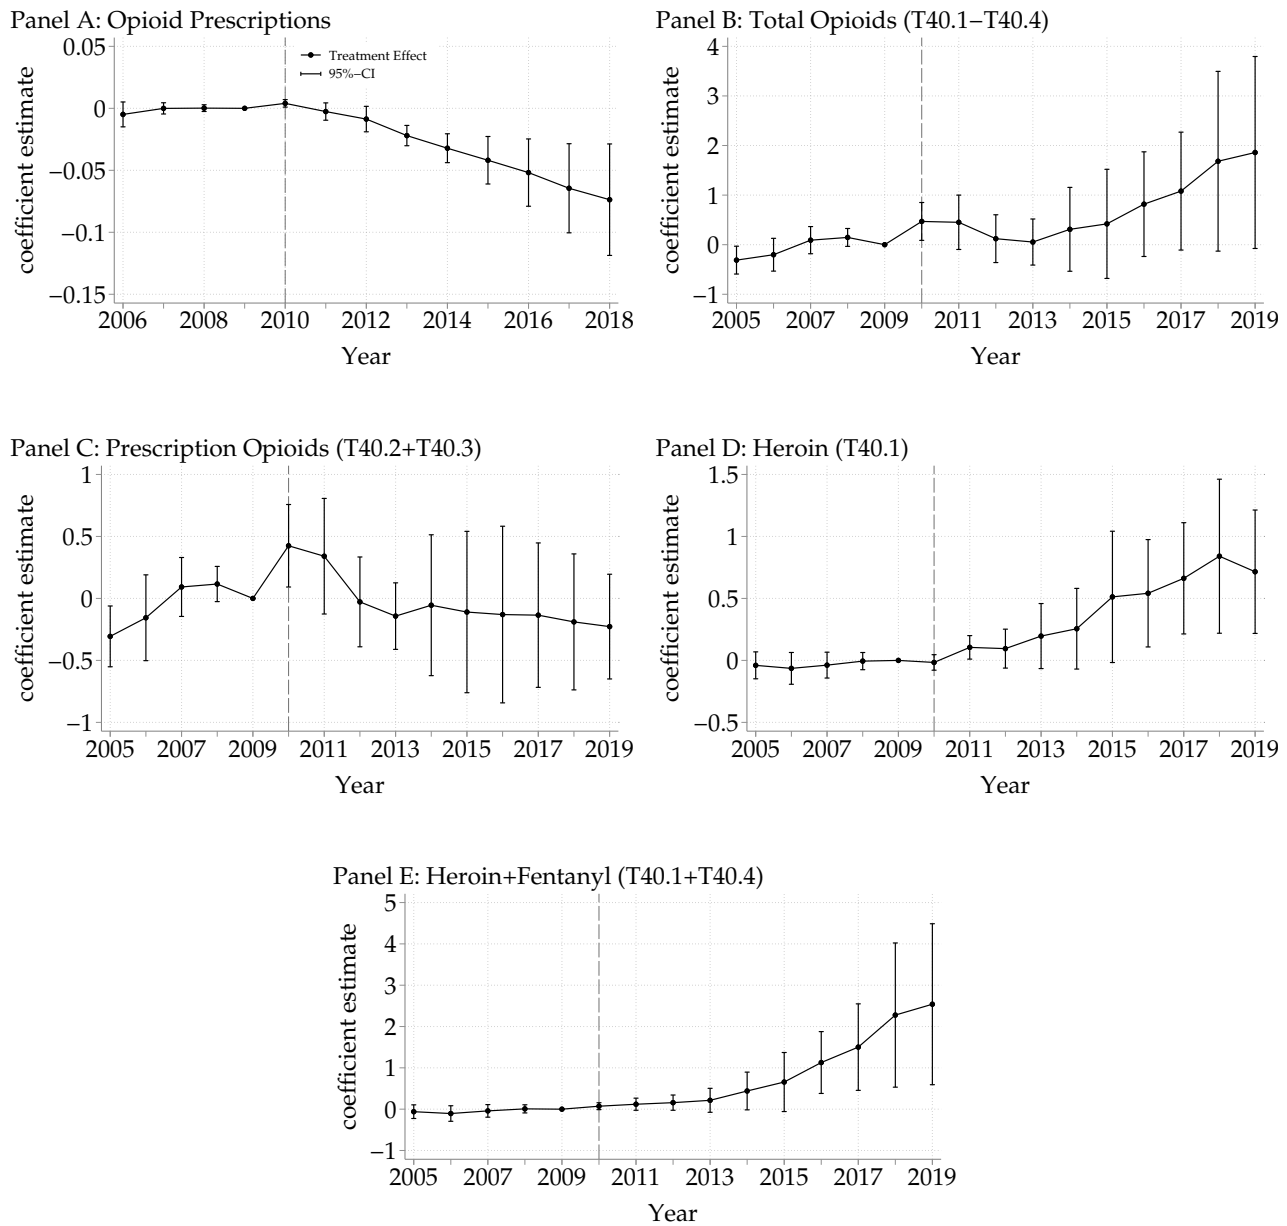 Panel A: Opioid Prescriptions
0.05
0
−0.05
−0.1
−0.15
coefficient estimate
Treatment Effect
95%−CI
2006 2008 2010 2012 2014 2016 2018
Year
Panel B: Total Opioids (T40.1−T40.4)
4
3
2
1
0
−1
coefficient estimate
2005 2007 2009 2011 2013 2015 2017 2019
Year
Panel C: Prescription Opioids (T40.2+T40.3)
1
0.5
0
−0.5
−1
coefficient estimate
2005 2007 2009 2011 2013 2015 2017 2019
Year
Panel D: Heroin (T40.1)
1.5
1
0.5
0
−0.5
coefficient estimate
2005 2007 2009 2011 2013 2015 2017 2019
Year
Panel E: Heroin+Fentanyl (T40.1+T40.4)
5
4
3
2
1
0
−1
coefficient estimate
2005 2007 2009 2011 2013 2015 2017 2019
Year